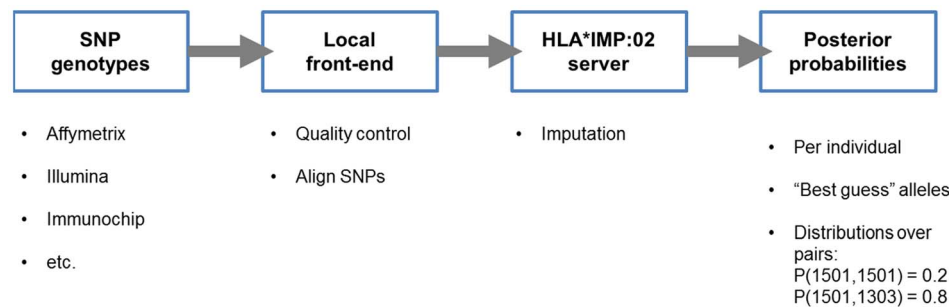 SNP
genotypes
Local
front-end
HLA*IMP:02
server
Posterior
probabilities
• Affymetrix
• Illumina
• Immunochip
• etc.
• Quality control
• Align SNPs
• Imputation
• Per individual
• “Best guess” alleles
• Distributions over
pairs:
P(1501,1501) = 0.2
P(1501,1303) = 0.8